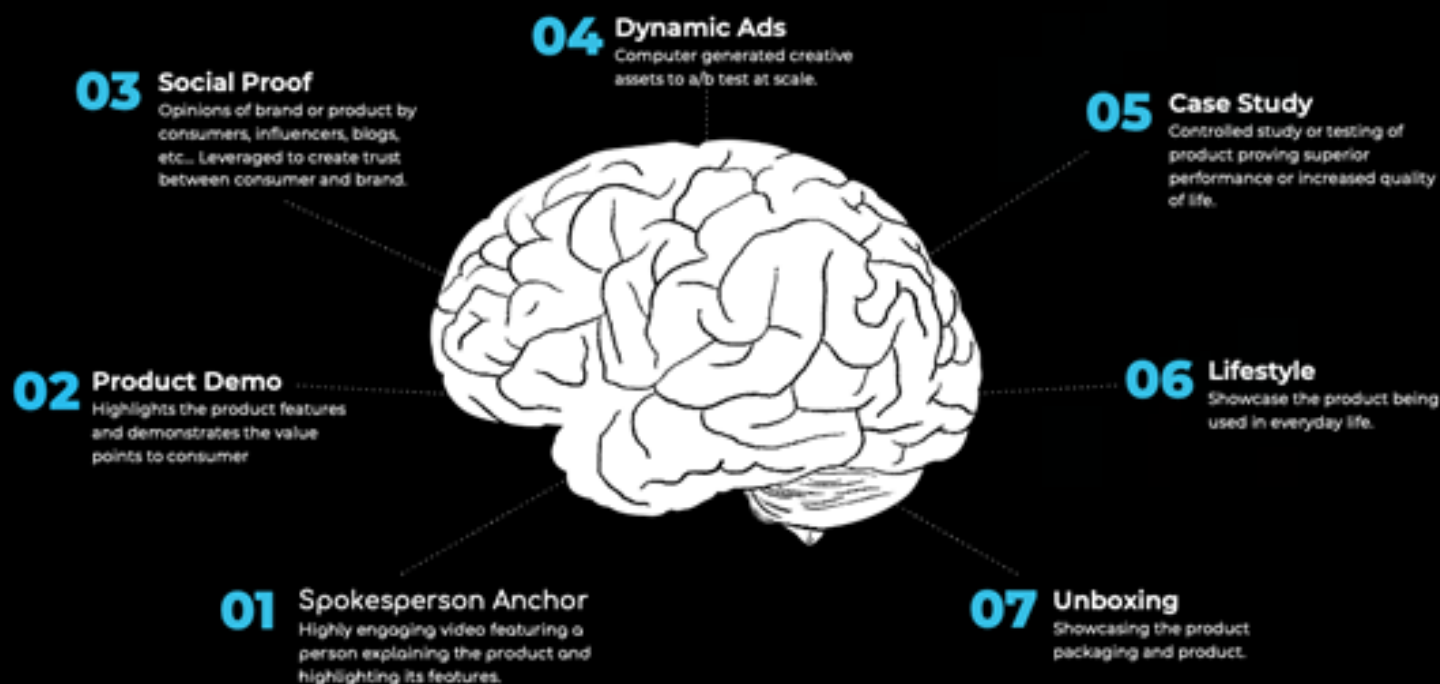 01 Spokesperson Anchor
Highly engaging video featuring a
person explaining the product and
highlighting its features.
02 Product Demo
Highlights the product features
and demonstrates the value
points to consumer
03 Social Proof
Opinions of brand or product by
consumers, influencers, blogs,
etc... Leveraged to create trust
between consumer and brand.
04 Dynamic Ads
Computer generated creative
assets to a/b test at scale.
05 Case Study
Controlled study or testing of
product proving superior
performance or increased quality
of life.
06 Lifestyle
Showcase the product being
used in everyday life.
07 Unboxing
Showcasing the product
packaging and product.